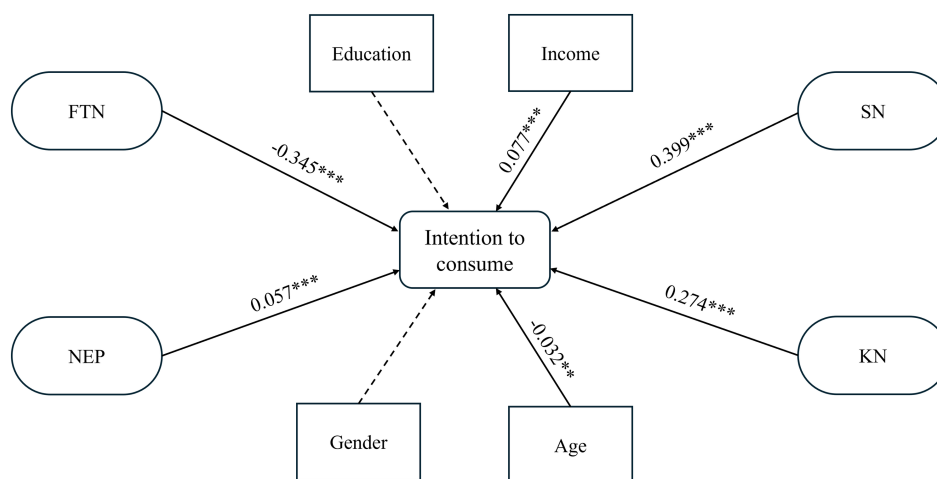 Education
Income
FTN
SN
-0.345***
0.077***
0.399***
Intention to
consume
0.057***
0.274***
-0.032**
NEP
KN
Gender
Age